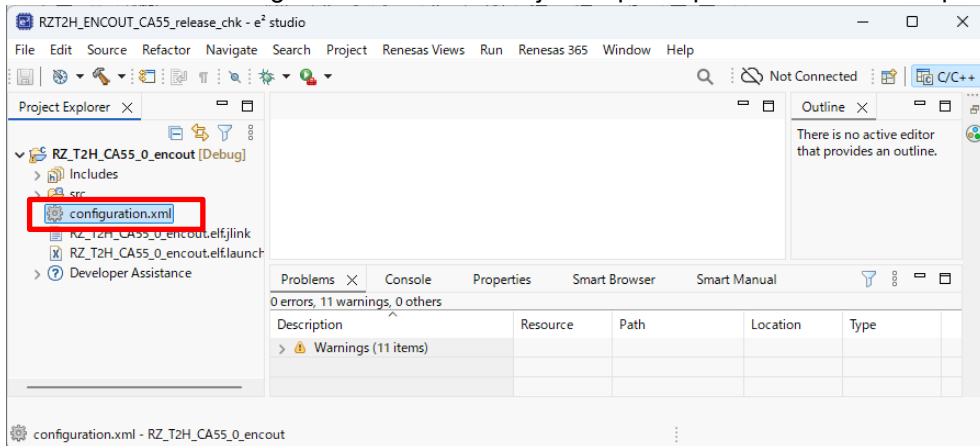 RZT2H_ENCOUT_CA55_release_chk - e² studio
File Edit Source Refactor Navigate Search Project Renesas Views Run Renesas 365 Window Help
Not Connected C/C++
Project Explorer
Outline
There is no active editor
that provides an outline.
RZ_T2H_CA55_0_encout [Debug]
Includes
src
configuration.xml
RZ_T2H_CA55_0_encout.elf.jlink
RZ_T2H_CA55_0_encout.elf.launch
Developer Assistance
Problems Console Properties Smart Browser Smart Manual
0 errors, 11 warnings, 0 others
Description Resource Path Location Type
Warnings (11 items)
configuration.xml - RZ_T2H_CA55_0_encout